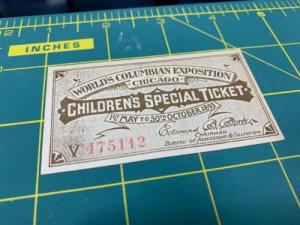 INCHES
WORLD'S COLUMBIAN EXPOSITION
CHICAGO
CHILDREN'S SPECIAL TICKET
1ST MAY TO 30TH OCTOBER 1893
CHAIRMAN
V 475112
BUREAU OF ADMISSIONS & COLLECTIONS